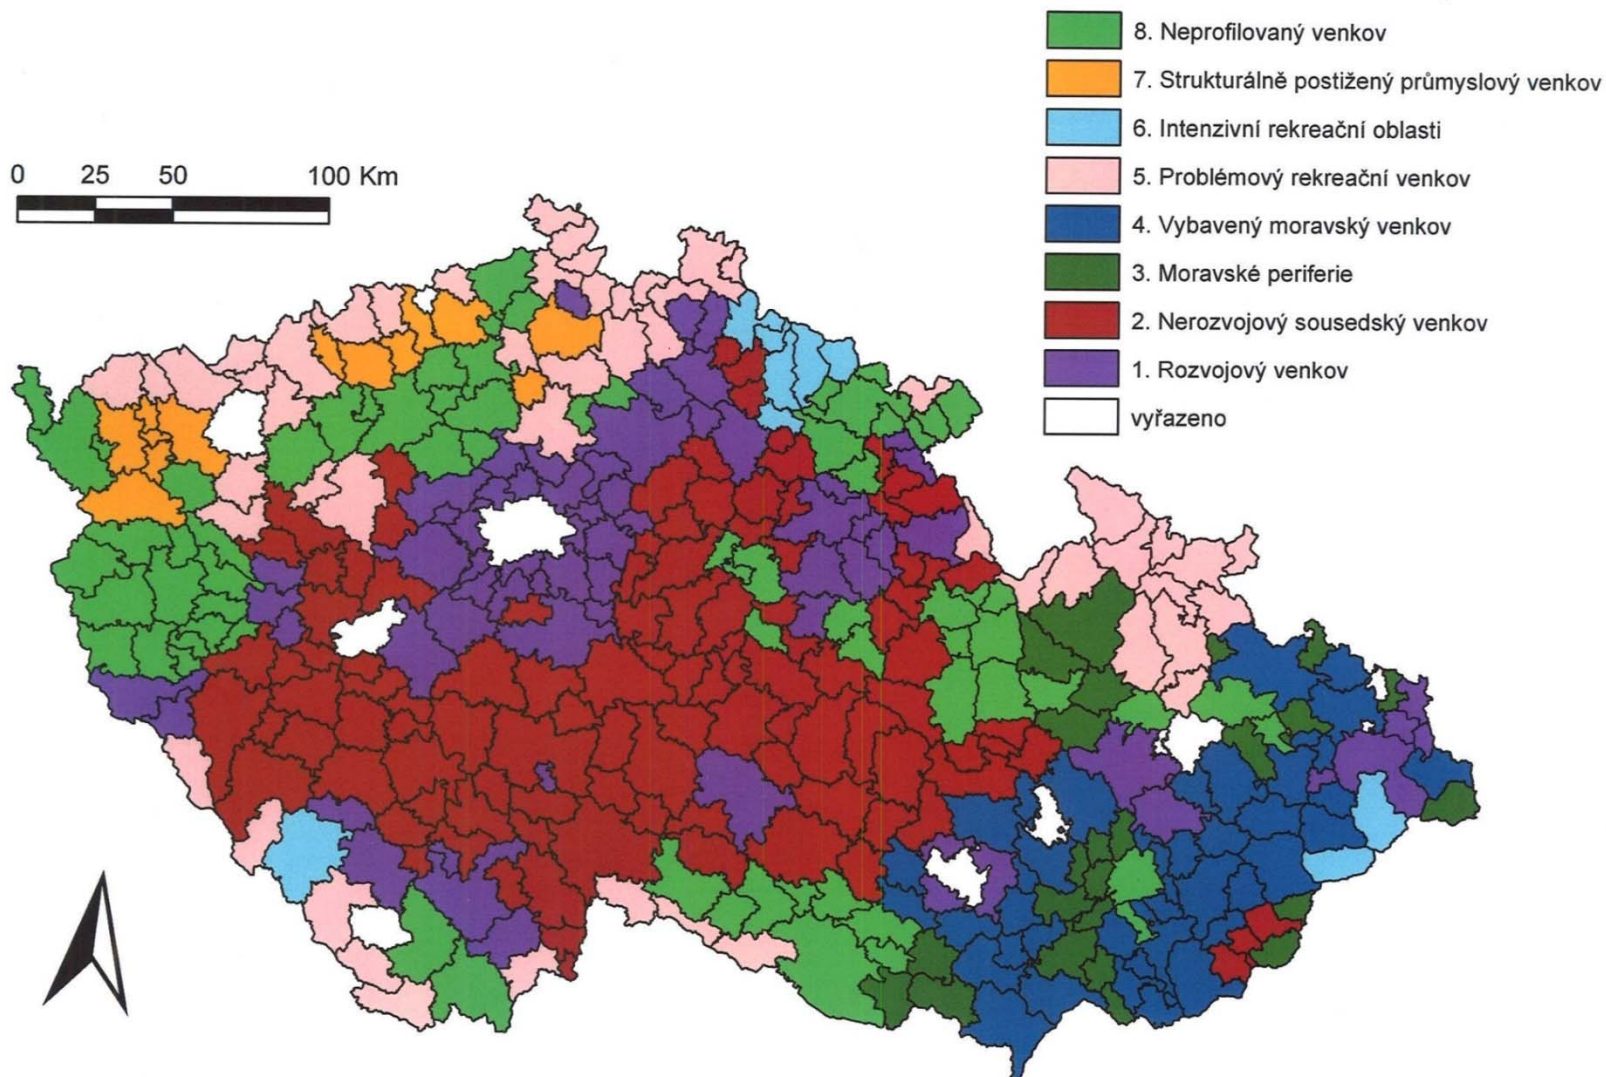 8. Neprofilovaný venkov
7. Strukturálně postižený průmyslový venkov
6. Intenzivní rekreační oblasti
5. Problémový rekreační venkov
4. Vybavený moravský venkov
3. Moravské periferie
2. Nerozvojový sousedský venkov
1. Rozvojový venkov
vyřazeno
0 25 50 100 Km